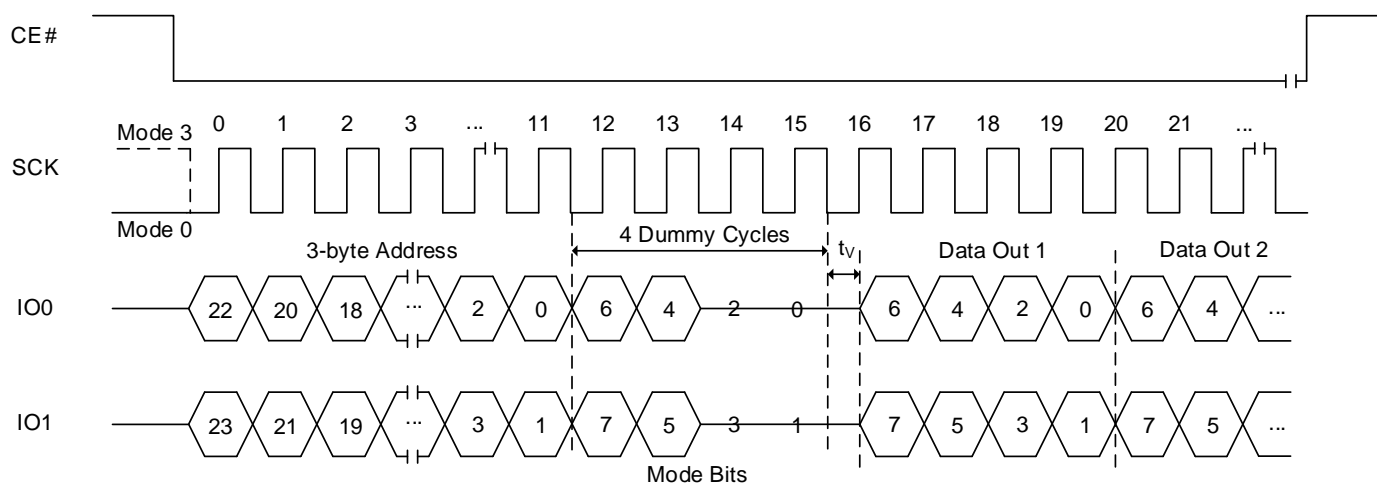 CE#
0 1 2 3 ... 11 12 13 14 15 16 17 18 19 20 21 ...
Mode 3
SCK
Mode 0
3-byte Address 4 Dummy Cycles tV Data Out 1 Data Out 2
IO0 22 20 18 ... 2 0 6 4 2 0 6 4 2 0 6 4 ...
IO1 23 21 19 ... 3 1 7 5 3 1 7 5 3 1 7 5 ...
Mode Bits